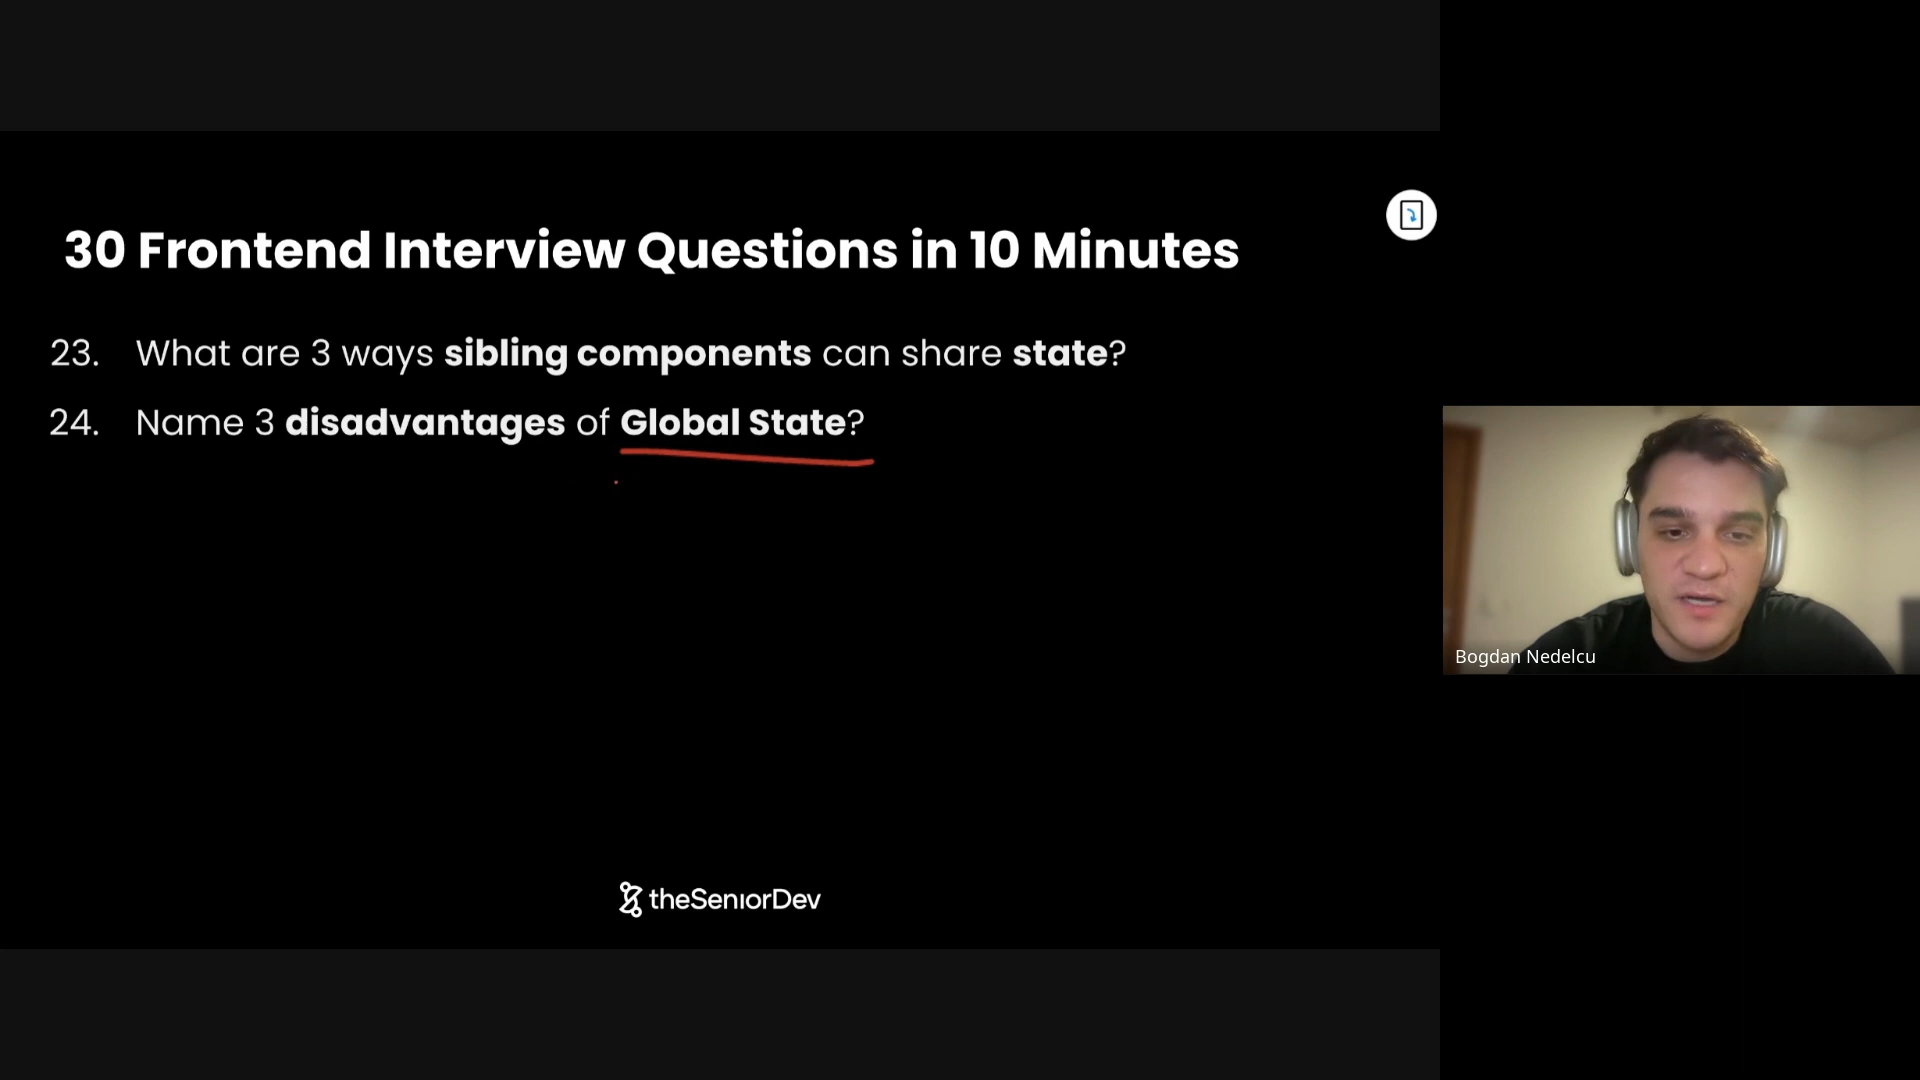 30 Frontend Interview Questions in 10 Minutes
23. What are 3 ways sibling components can share state?
24. Name 3 disadvantages of Global State?
Bogdan Nedelcu
theSeniorDev